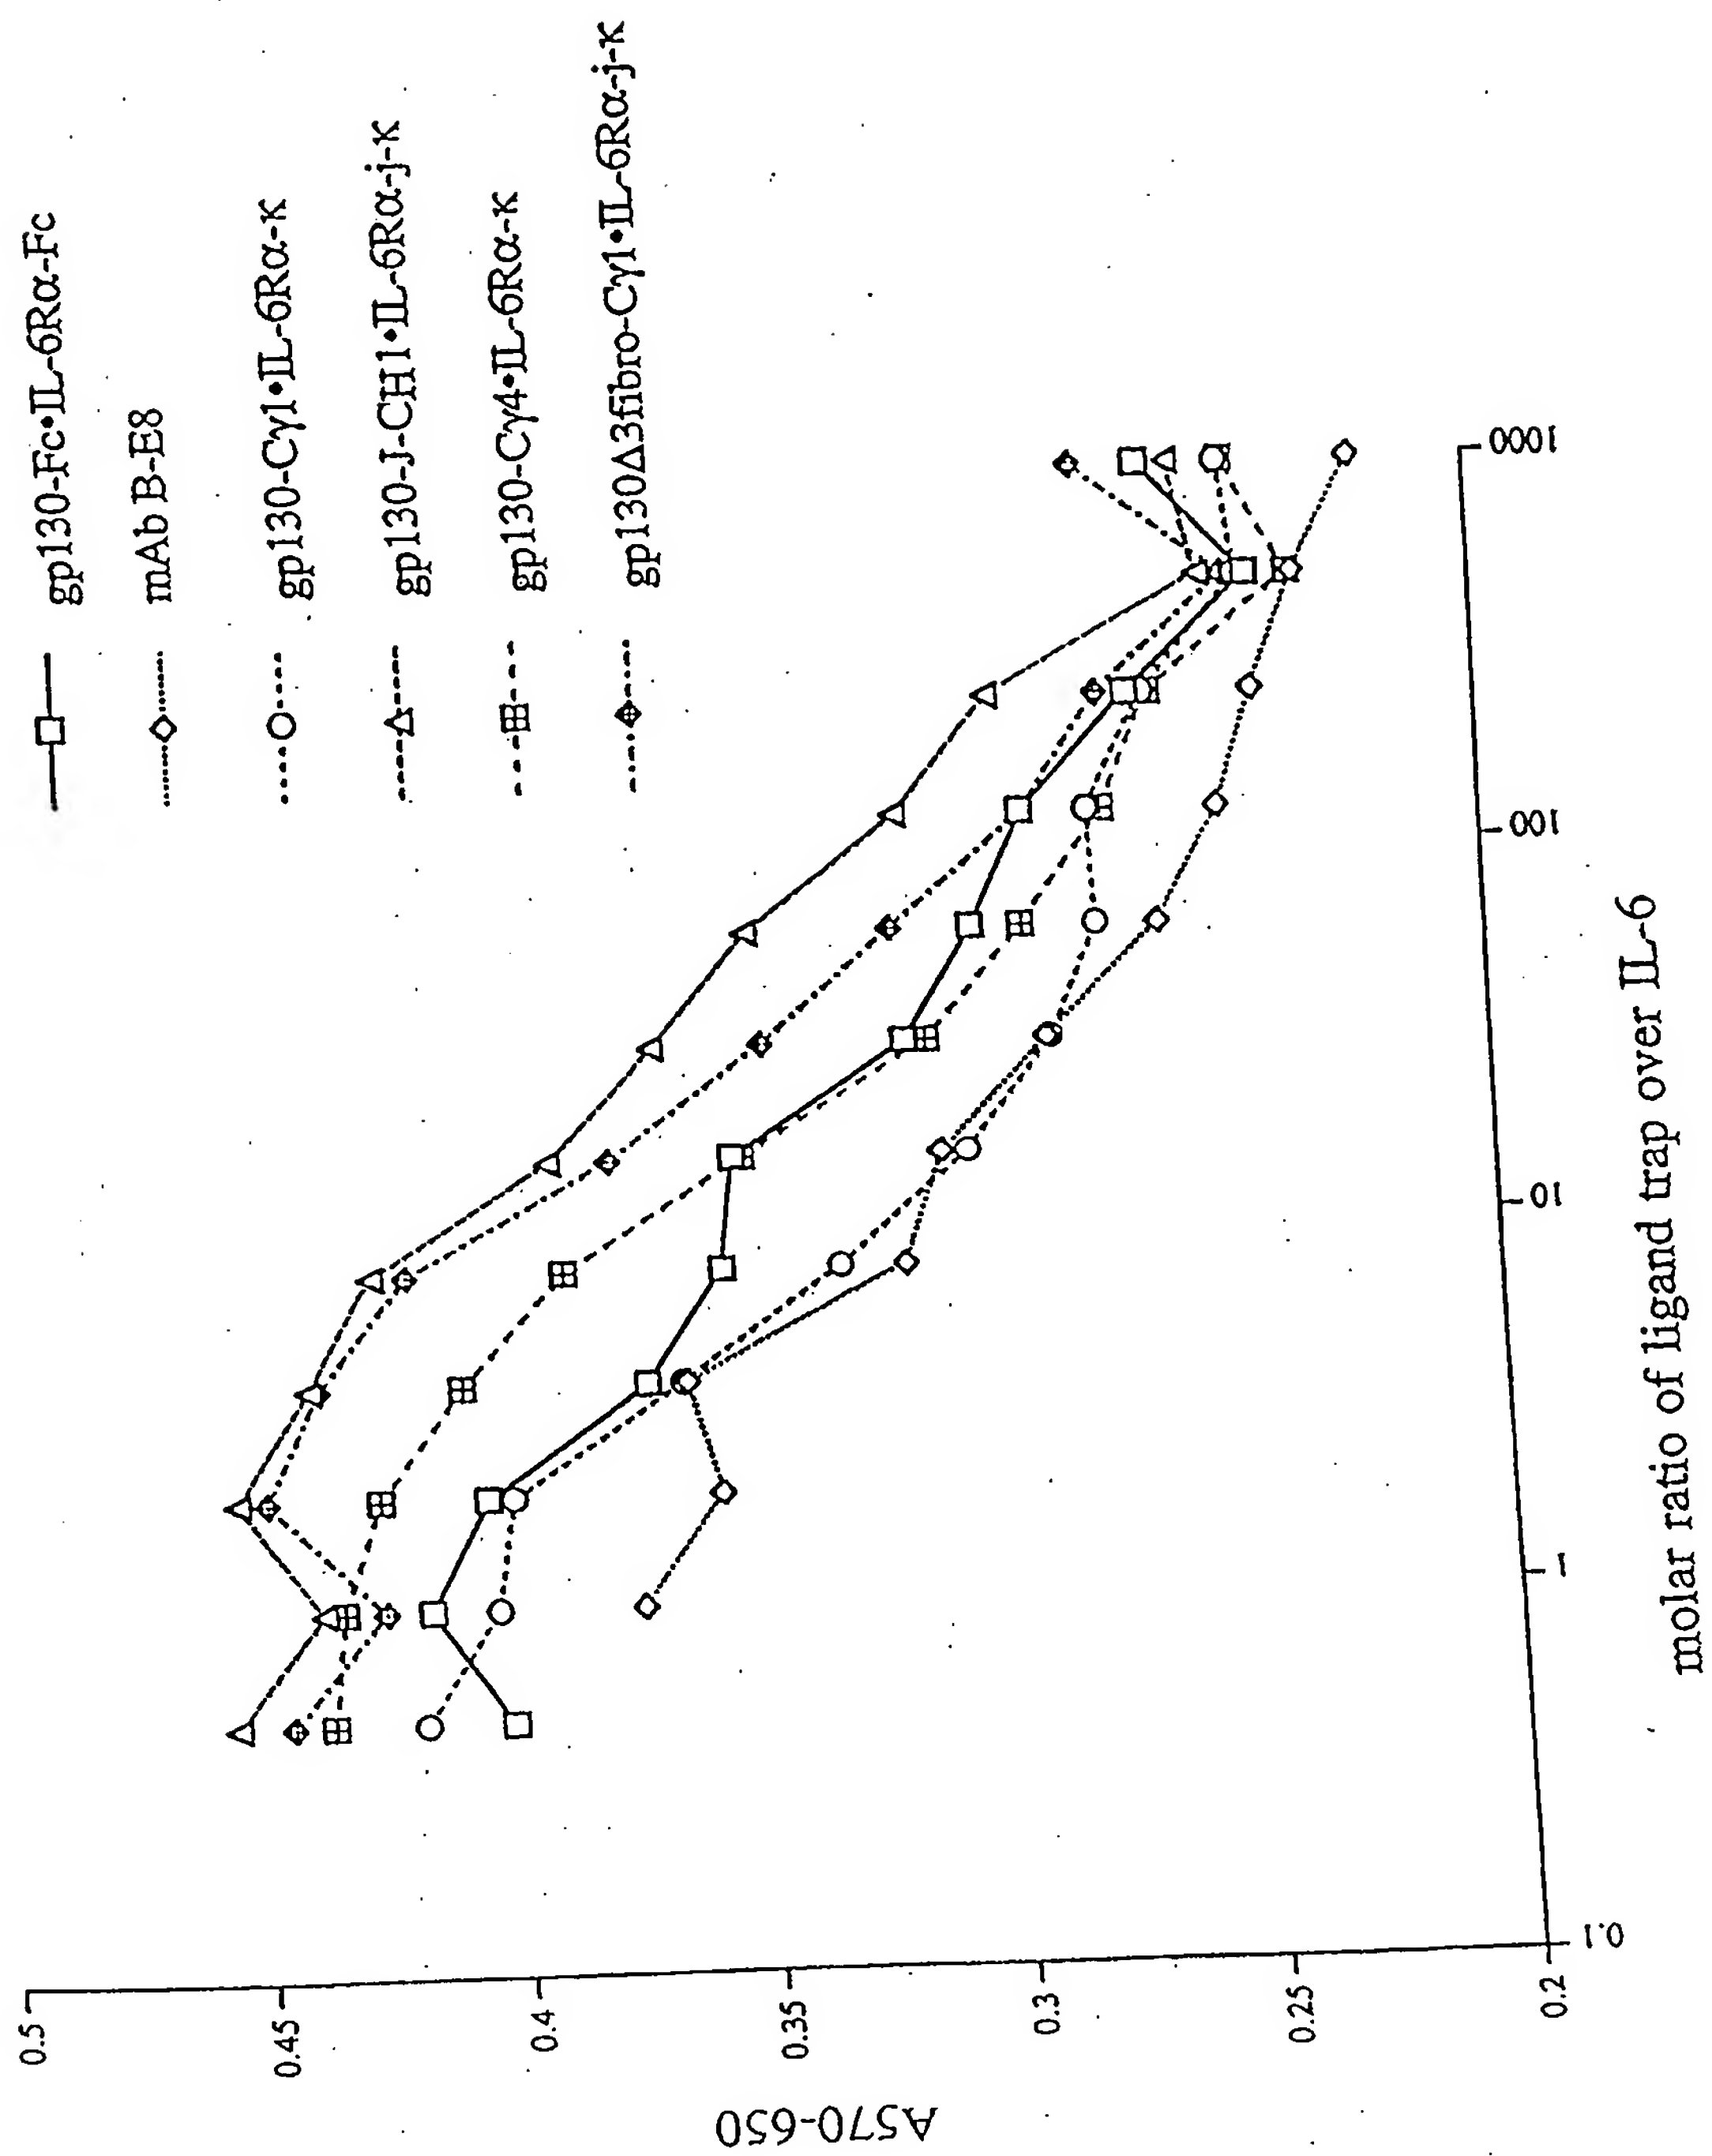 gp130-Fc•IL-6Rα-Fc
mAb B-E8
gp130-Cγ1•IL-6Rα-κ
gp130-J-CH1•IL-6Rα-j-κ
gp130-Cγ4•IL-6Rα-κ
gp130Δ3fibro-Cγ1•IL-6Rα-j-κ
A570-650
0.5
0.45
0.4
0.35
0.3
0.25
0.2
0.1
1
10
100
1000
molar ratio of ligand trap over IL-6